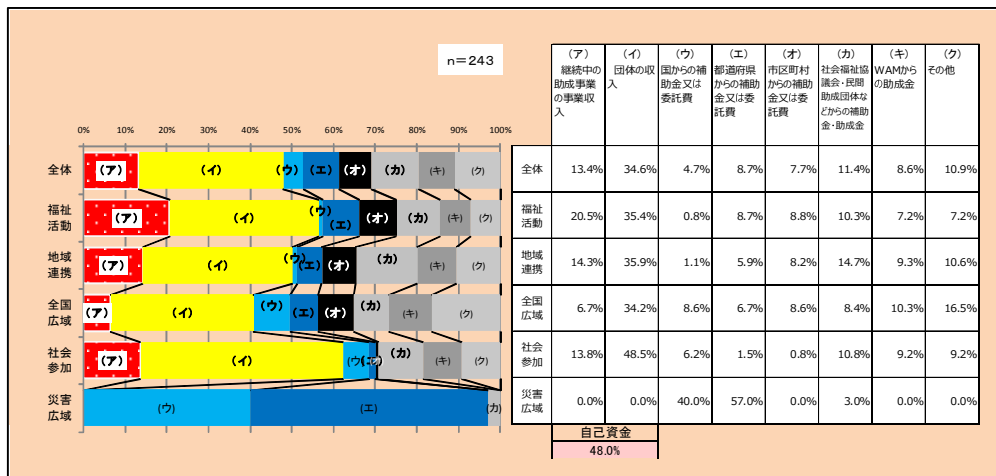 n＝243
（ア）
継続中の
助成事業
の事業収
入
（イ）
団体の収
入
（ウ）
国からの補
助金又は
委託費
（エ）
都道府県
からの補助
金又は委
託費
（オ）
市区町村
からの補助
金又は委
託費
（カ）
社会福祉協
議会・民間
助成団体な
どからの補助
金・助成金
（キ）
WAMから
の助成金
（ク）
その他
0% 10% 20% 30% 40% 50% 60% 70% 80% 90% 100%
全体 （ア） （イ） （ウ） （エ） （オ） （カ） （キ） （ク）
全体 13.4% 34.6% 4.7% 8.7% 7.7% 11.4% 8.6% 10.9%
福祉
活動 （ア） （イ） （ウ） （エ） （オ） （カ） （キ） （ク）
福祉
活動 20.5% 35.4% 0.8% 8.7% 8.8% 10.3% 7.2% 7.2%
地域
連携 （ア） （イ） （ウ） （エ） （オ） （カ） （キ） （ク）
地域
連携 14.3% 35.9% 1.1% 5.9% 8.2% 14.7% 9.3% 10.6%
全国
広域 （ア） （イ） （ウ） （エ） （オ） （カ） （キ） （ク）
全国
広域 6.7% 34.2% 8.6% 6.7% 8.6% 8.4% 10.3% 16.5%
社会
参加 （ア） （イ） （ウ） （エ） （オ） （カ） （キ） （ク）
社会
参加 13.8% 48.5% 6.2% 1.5% 0.8% 10.8% 9.2% 9.2%
災害
広域 （ウ） （エ） （カ）
災害
広域 0.0% 0.0% 40.0% 57.0% 0.0% 3.0% 0.0% 0.0%
自己資金
48.0%